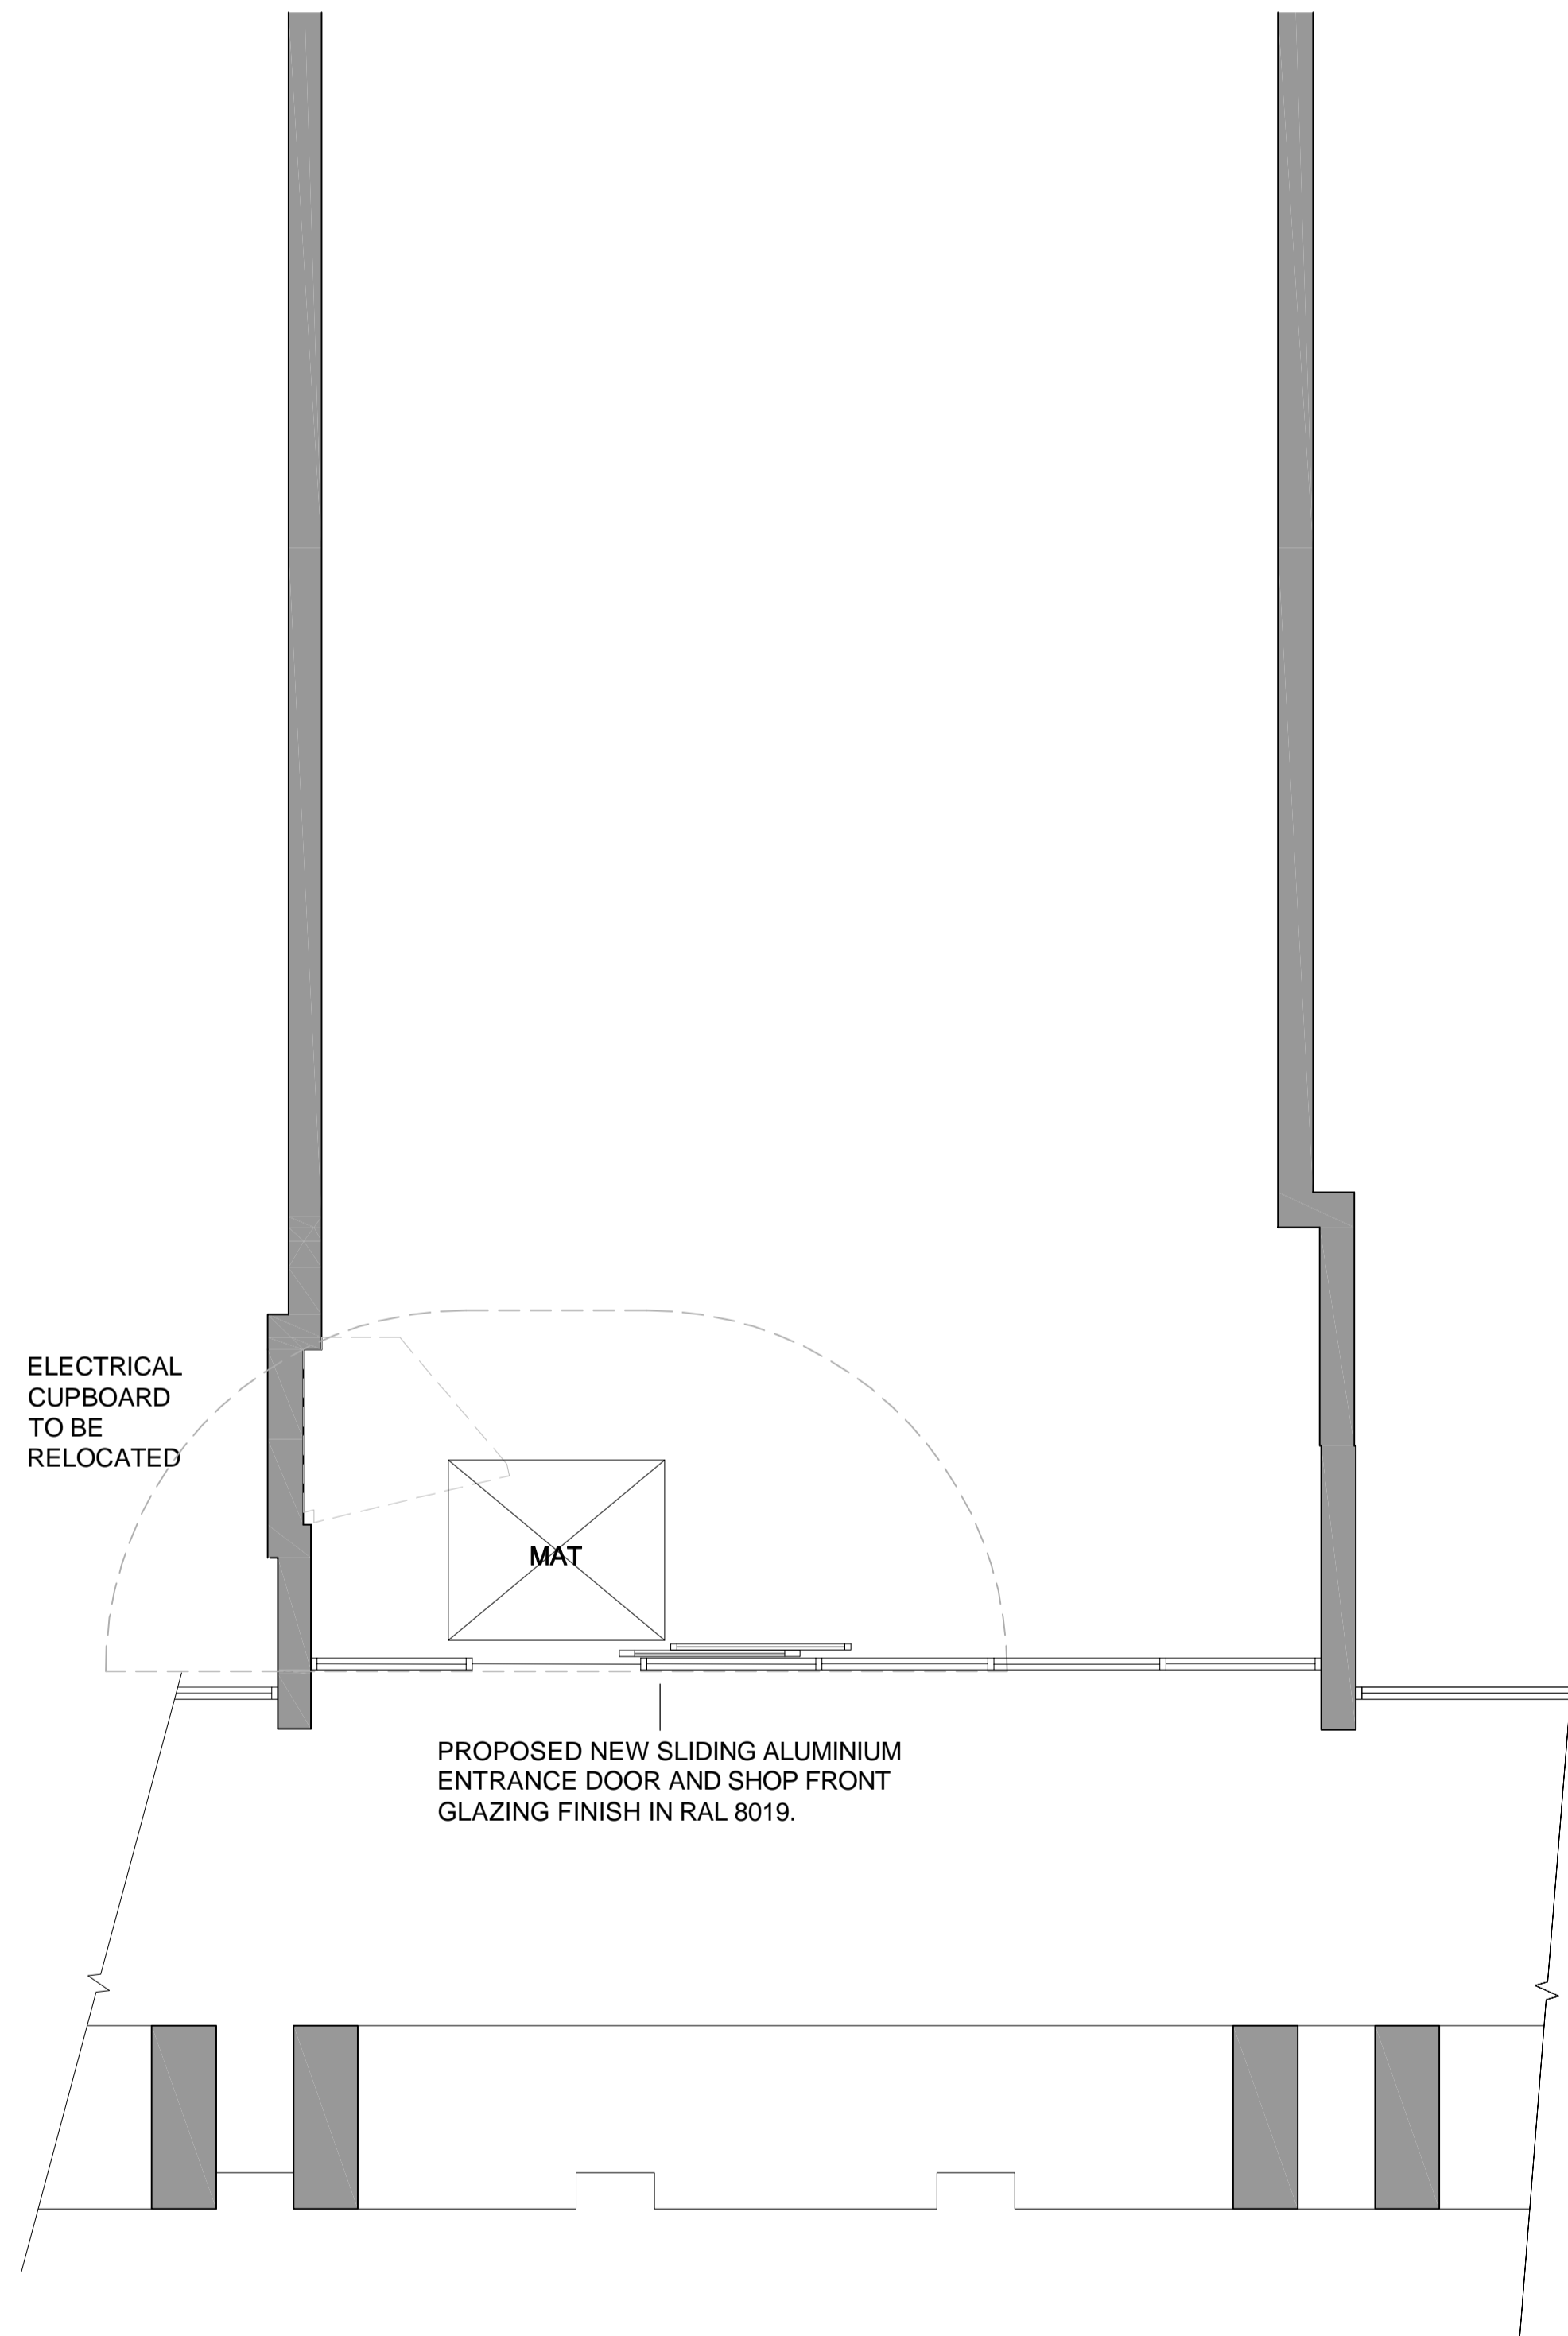 ELECTRICAL
CUPBOARD
TO BE
RELOCATED
MAT
PROPOSED NEW SLIDING ALUMINIUM
ENTRANCE DOOR AND SHOP FRONT
GLAZING FINISH IN RAL 8019.